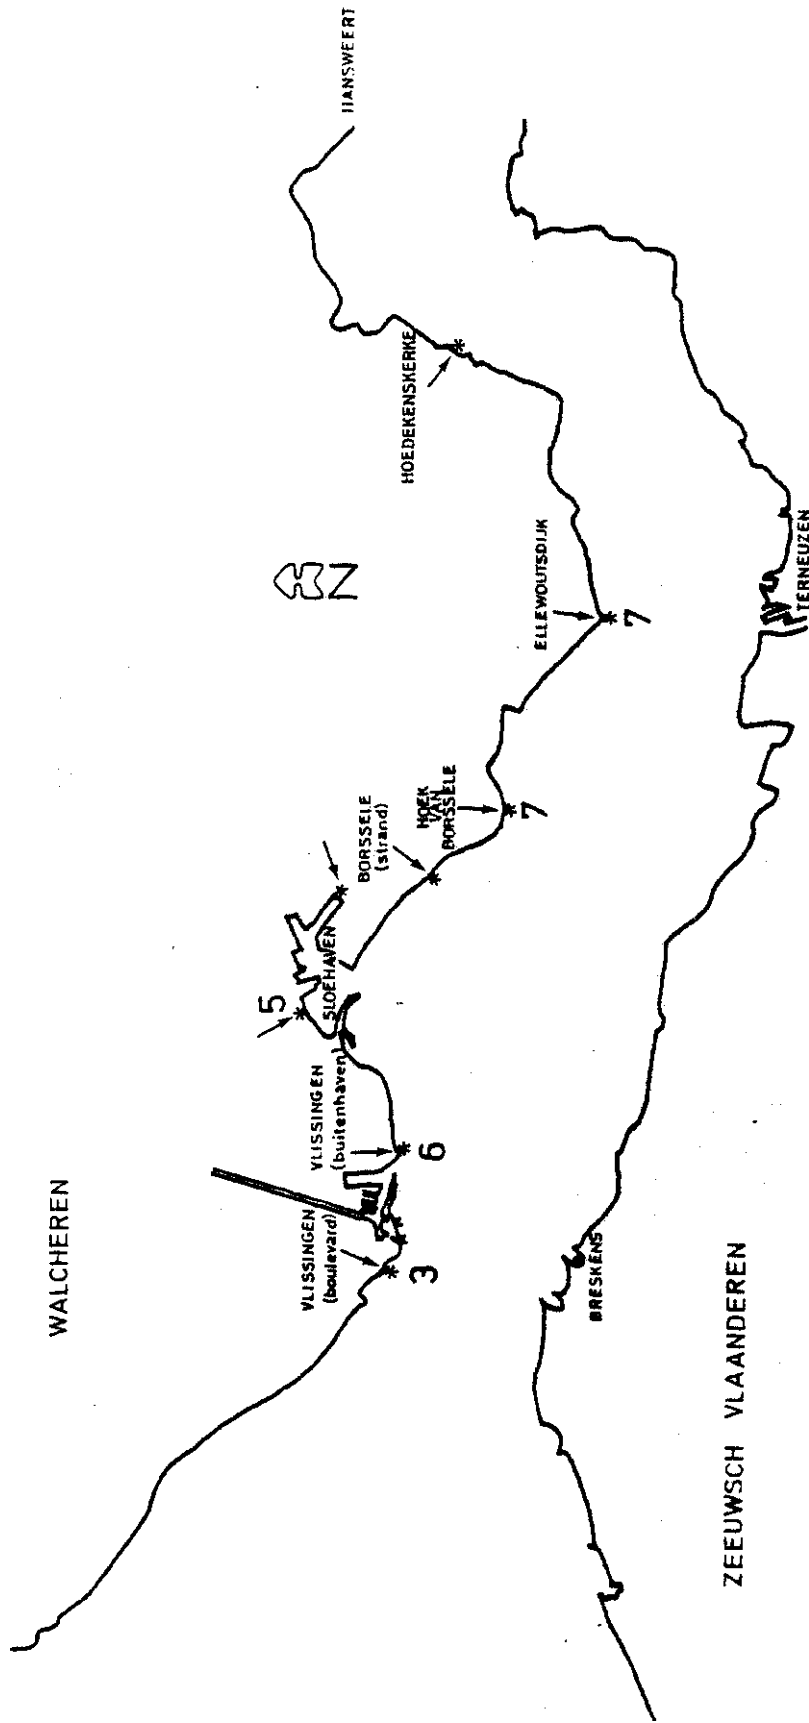 WALCHEREN
HANSWEERT
HOEDEKENSKERKE
N
ELLEWOUTSDIJK
7
BORSSELE
(strand)
HOEK
VAN
BORSSELE
7
SLOEHAVEN
5
VLISSINGEN
(buitenhaven)
6
VLISSINGEN
(boulevard)
3
TERNEUZEN
BRESKENS
ZEEUWSCH VLAANDEREN